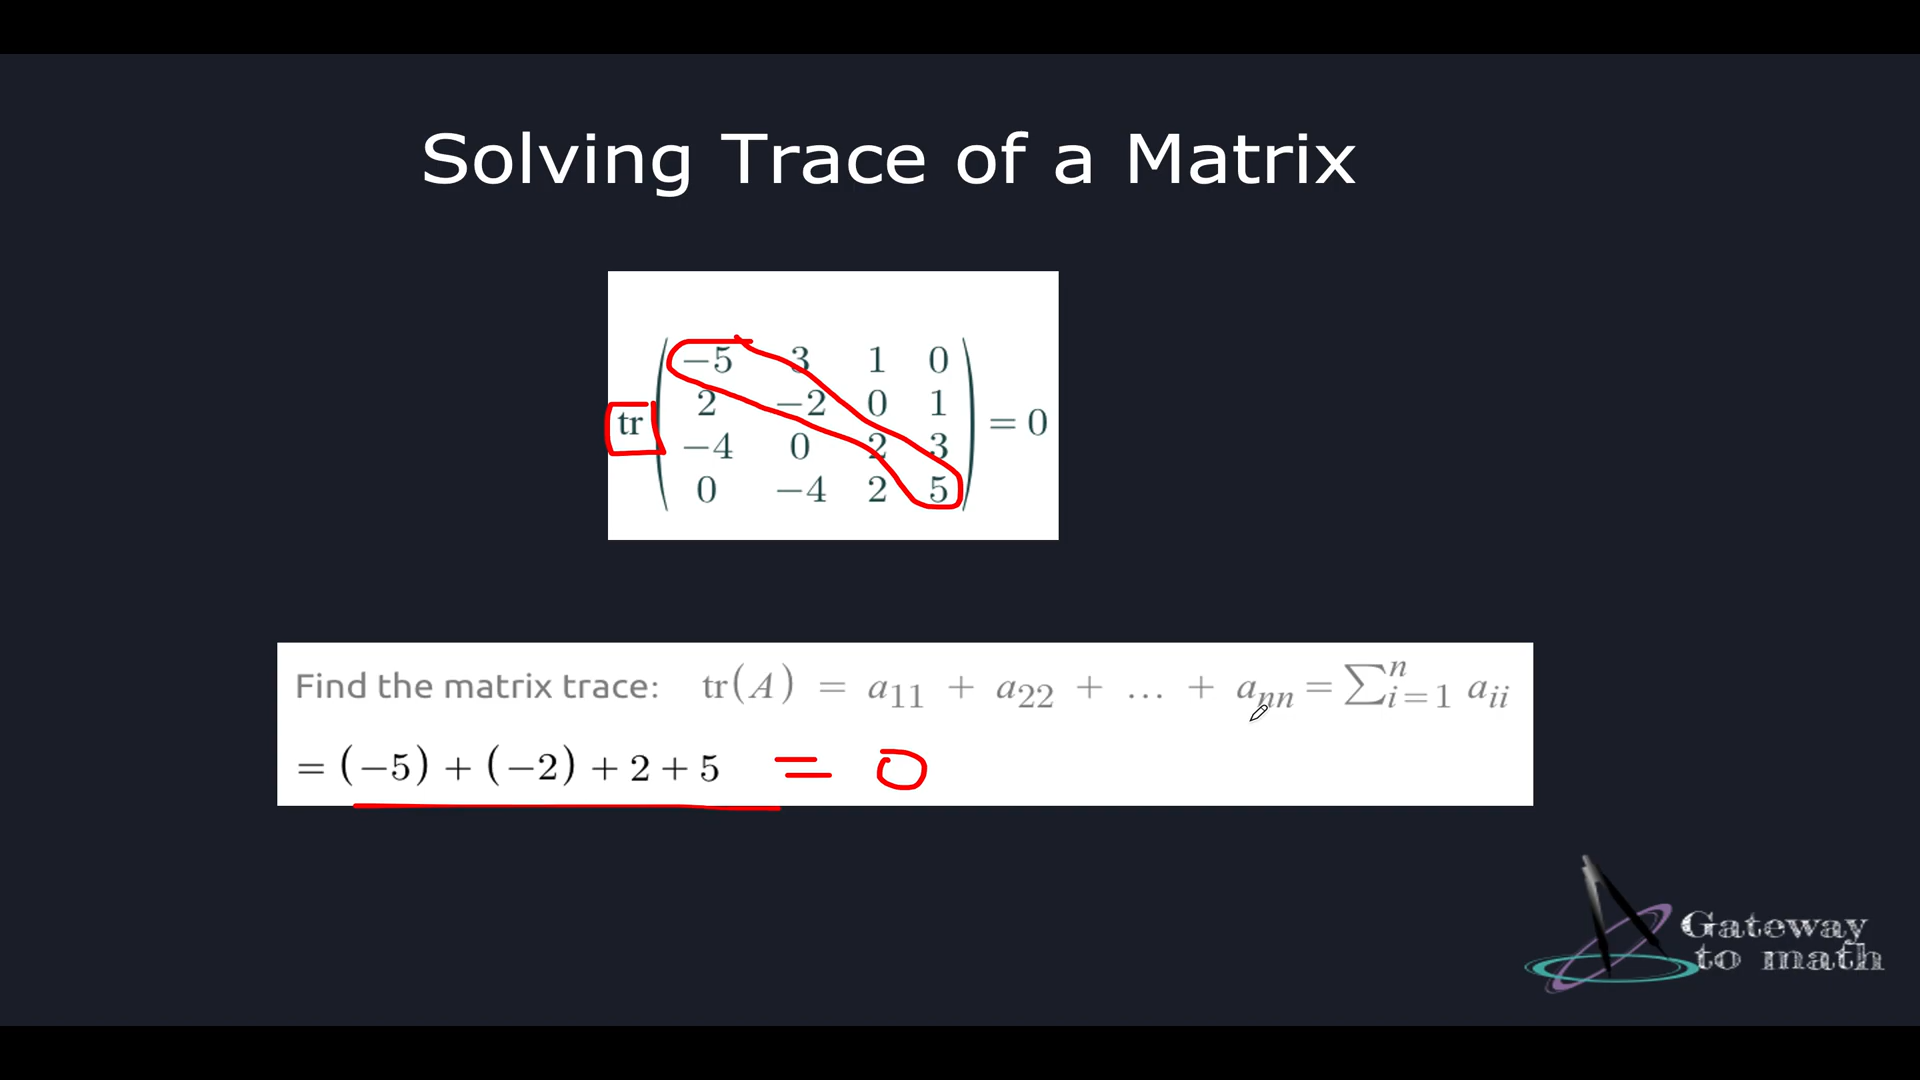 Solving Trace of a Matrix
−5 3 1 0
2 −2 0 1
tr = 0
−4 0 2 3
0 −4 2 5
Find the matrix trace: tr(A) = a11 + a22 + ... + ann = ∑ni=1 aii
= (−5) + (−2) + 2 + 5 = 0
Gateway
to math